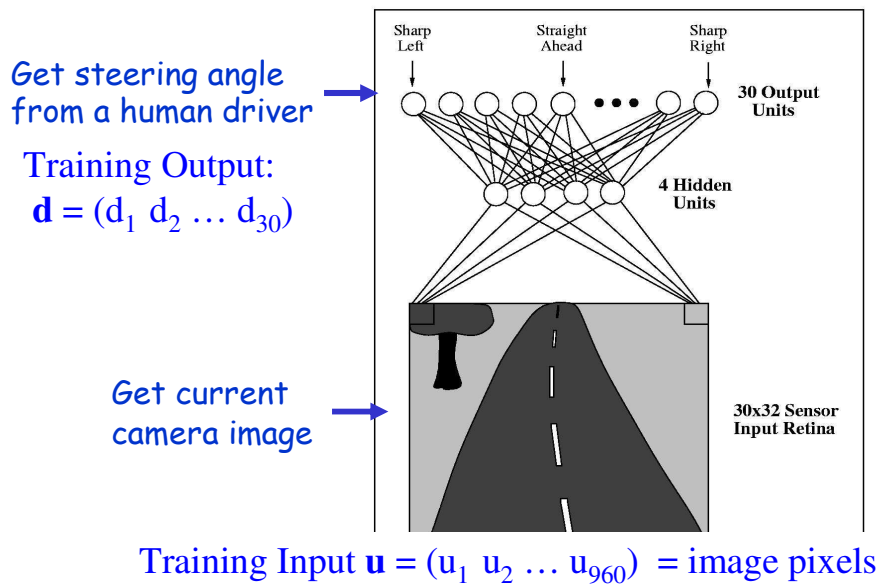 Sharp Left
Straight Ahead
Sharp Right
Get steering angle
from a human driver
30 Output
Units
Training Output:
d = (d₁ d₂ … d₃₀)
4 Hidden
Units
Get current
camera image
30x32 Sensor
Input Retina
Training Input u = (u₁ u₂ … u₉₆₀) = image pixels